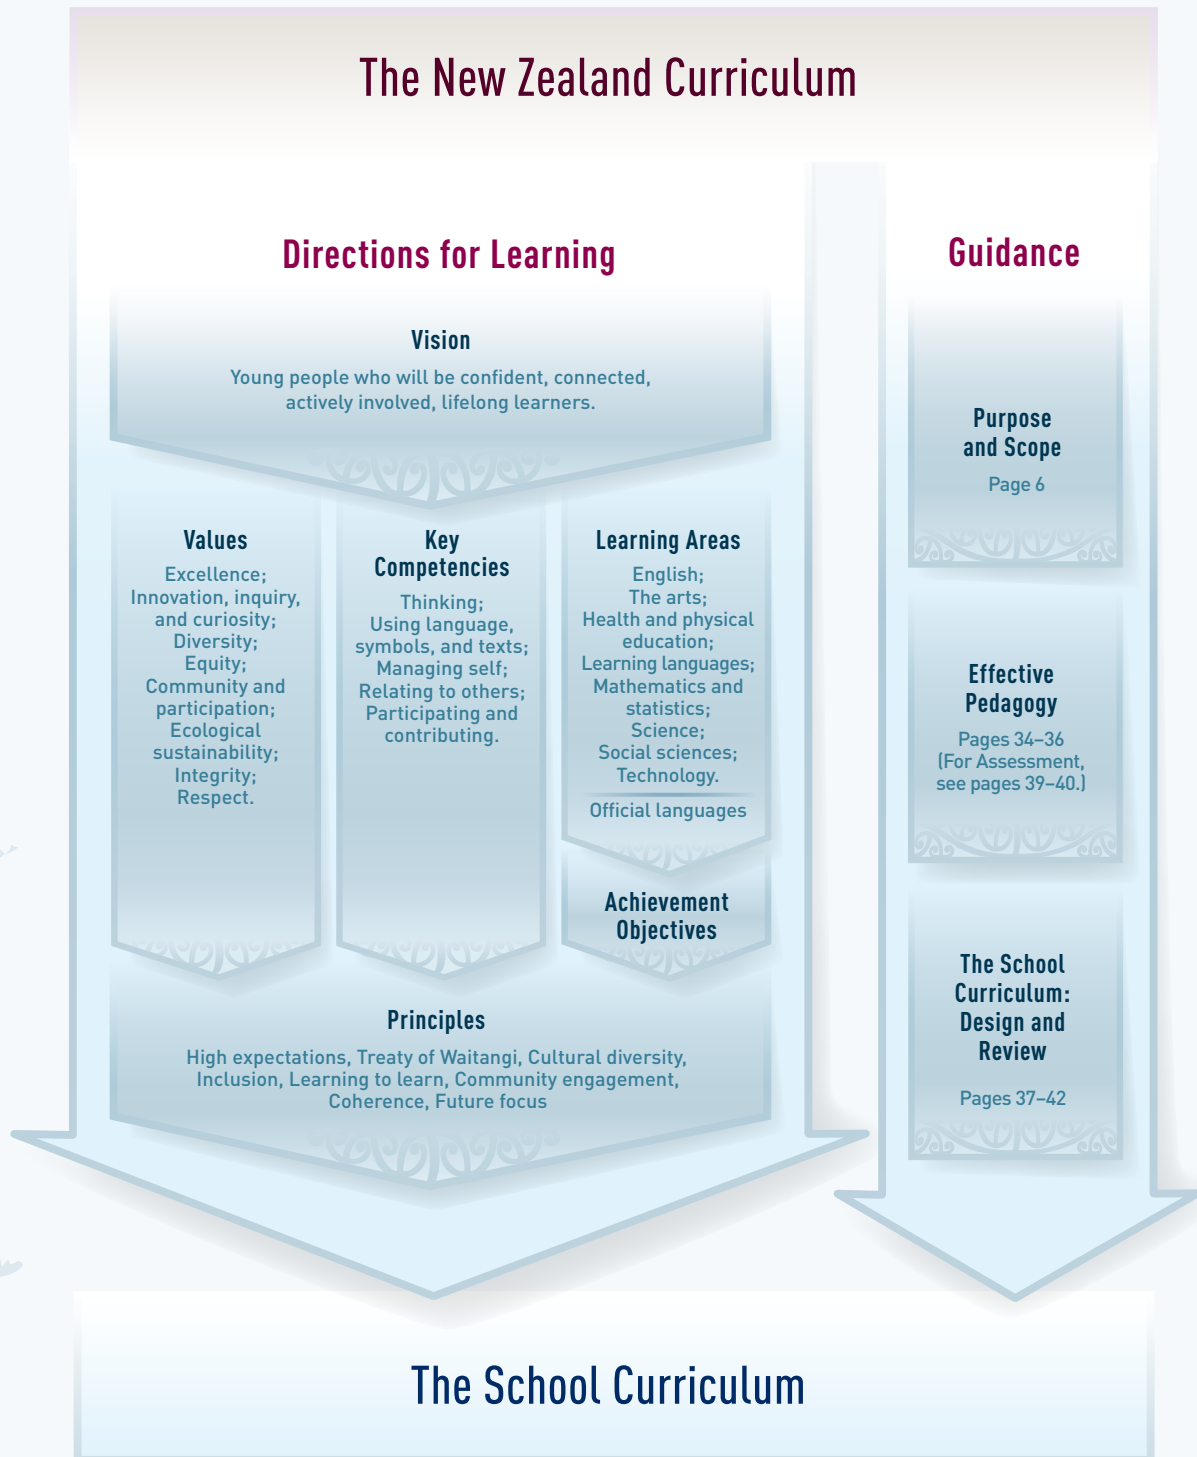 The New Zealand Curriculum
Directions for Learning
Vision
Young people who will be confident, connected,
actively involved, lifelong learners.
Values
Excellence;
Innovation, inquiry,
and curiosity;
Diversity;
Equity;
Community and
participation;
Ecological
sustainability;
Integrity;
Respect.
Key
Competencies
Thinking;
Using language,
symbols, and texts;
Managing self;
Relating to others;
Participating and
contributing.
Learning Areas
English;
The arts;
Health and physical
education;
Learning languages;
Mathematics and
statistics;
Science;
Social sciences;
Technology.
Official languages
Achievement
Objectives
Principles
High expectations, Treaty of Waitangi, Cultural diversity,
Inclusion, Learning to learn, Community engagement,
Coherence, Future focus
Guidance
Purpose
and Scope
Page 6
Effective
Pedagogy
Pages 34–36
(For Assessment,
see pages 39–40.)
The School
Curriculum:
Design and
Review
Pages 37–42
The School Curriculum